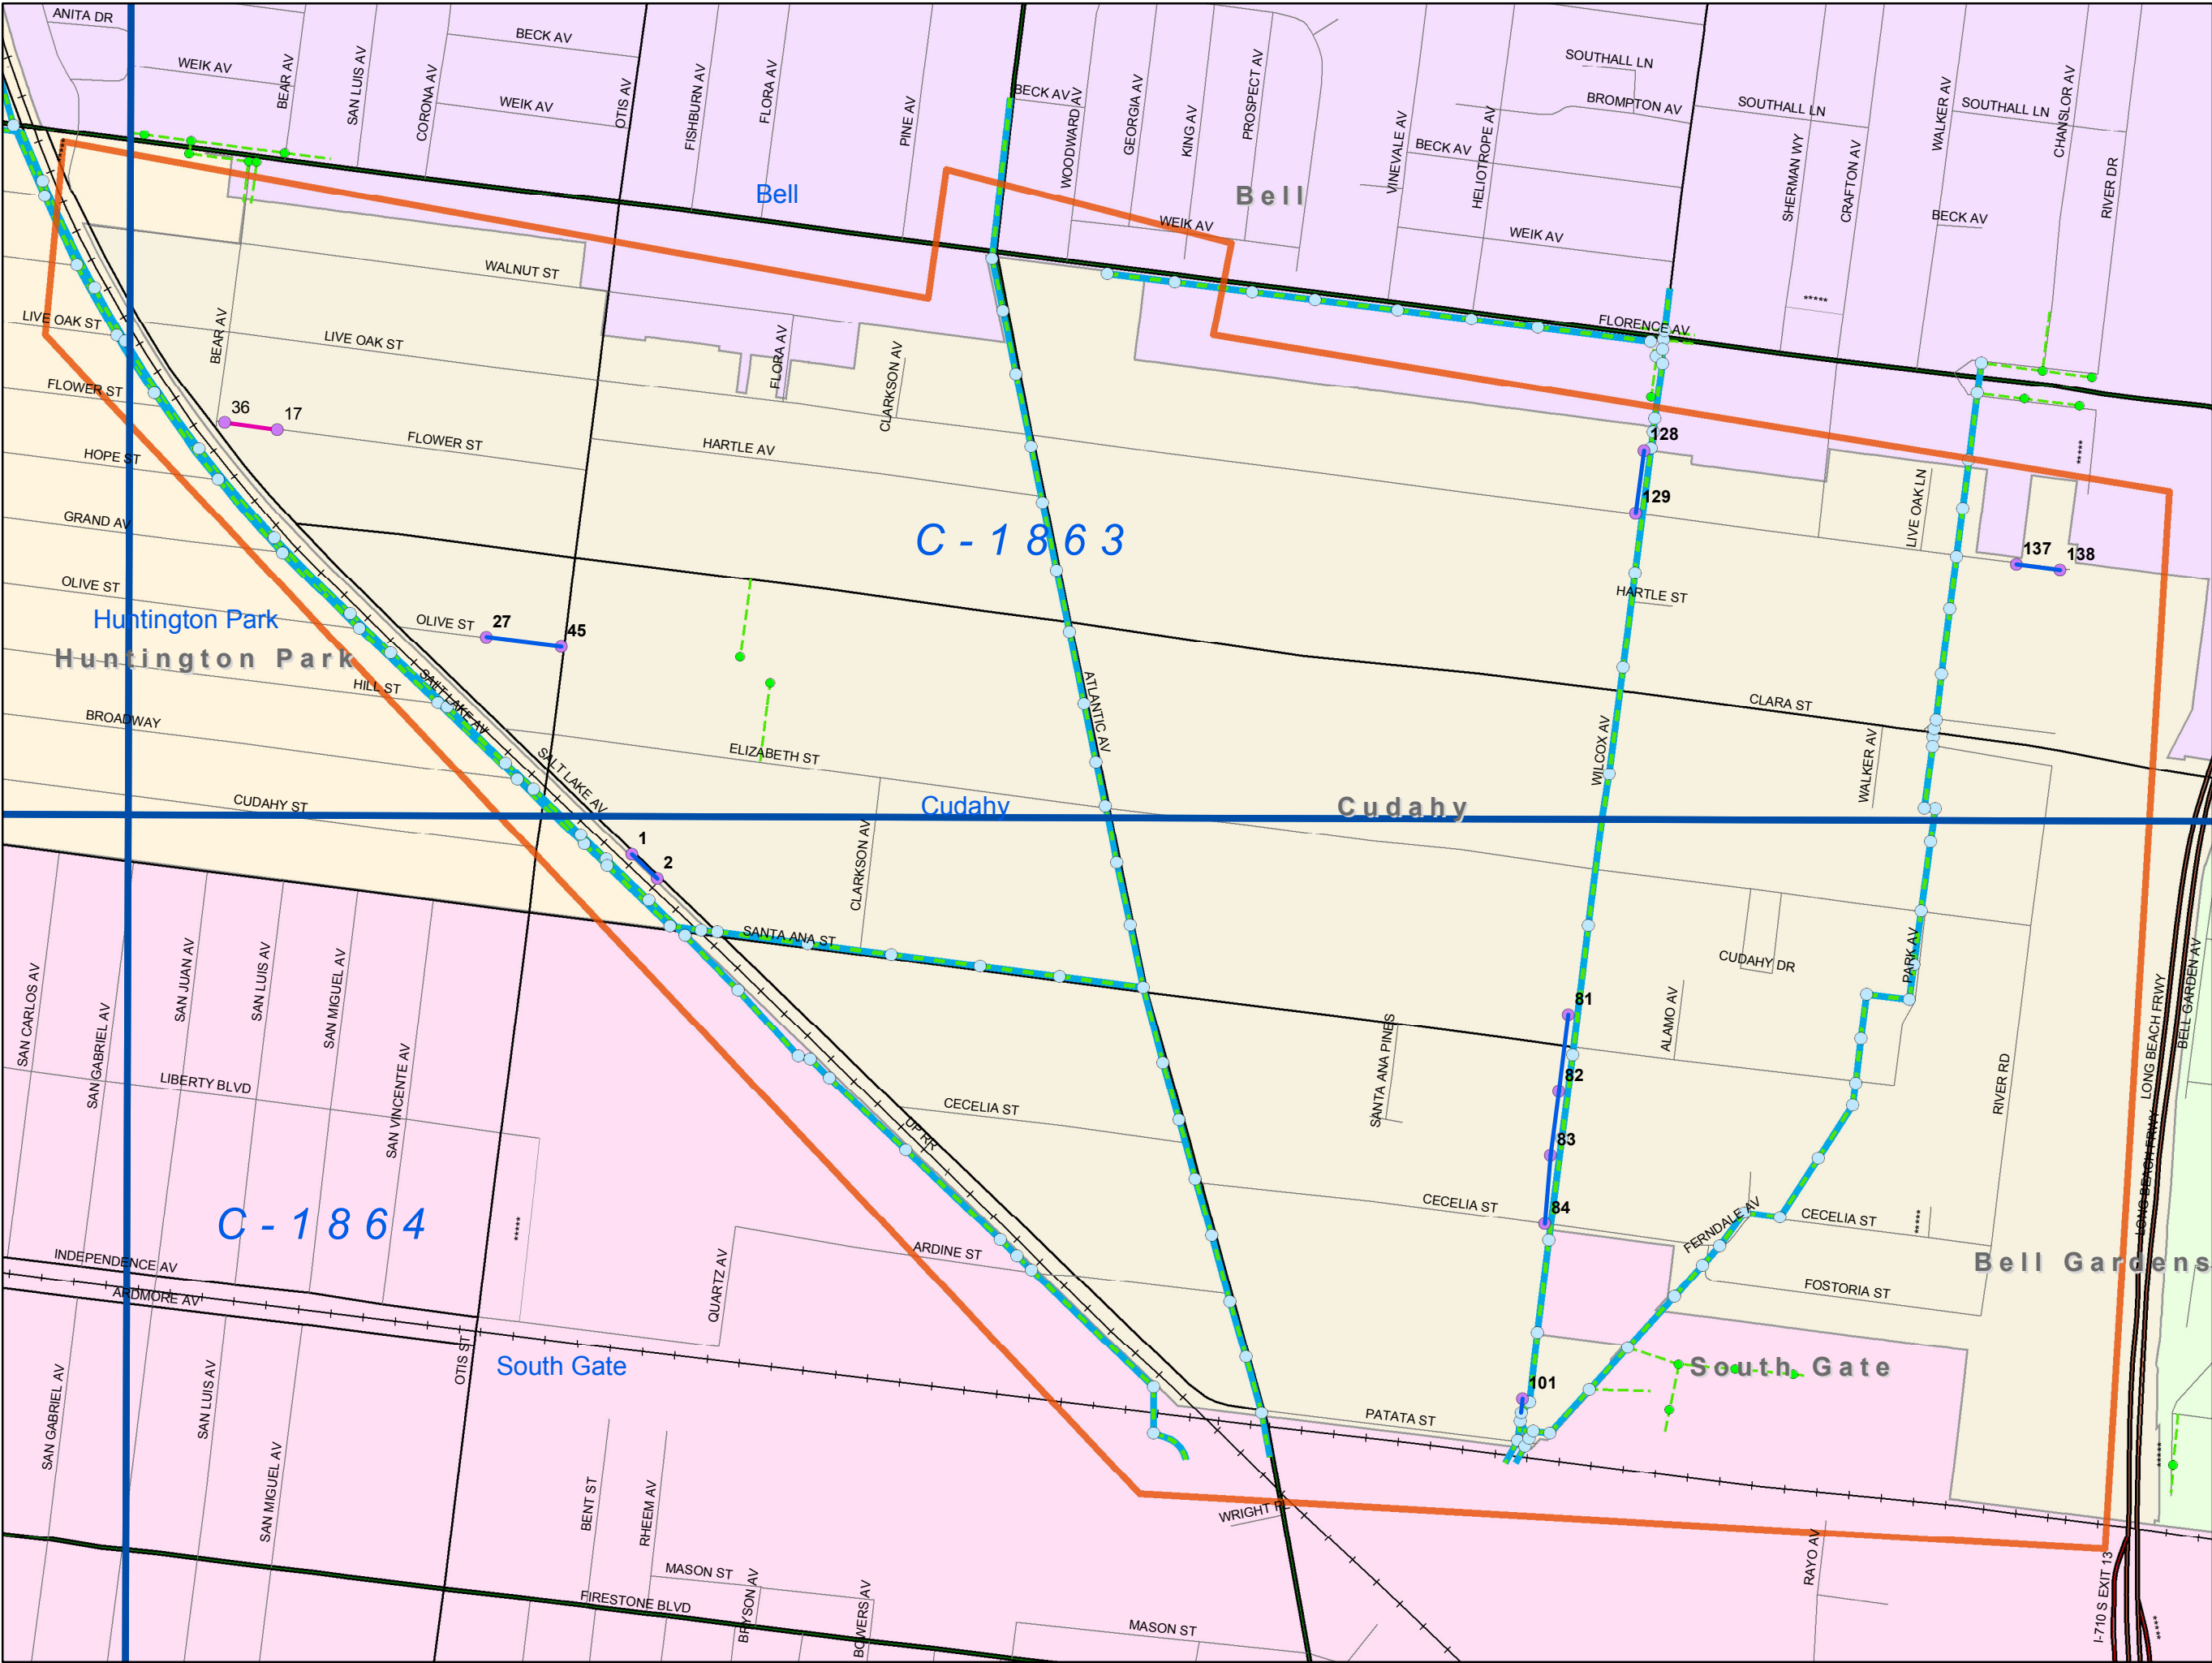 ANITA DR
BECK AV
WEIK AV
BEAR AV
SAN LUIS AV
CORONA AV
WEIK AV
OTIS AV
FISHBURN AV
FLORA AV
PINE AV
BECK AV
WOODWARD AV
GEORGIA AV
KING AV
PROSPECT AV
SOUTHALL LN
BROMPTON AV
VINEVALE AV
BECK AV
HELIOTROPE AV
SOUTHALL LN
SHERMAN WY
CRAFTON AV
WALKER AV
SOUTHALL LN
CHANSLOR AV
RIVER DR
BECK AV
*****
Bell
Bell
WEIK AV
WEIK AV
*****
WALNUT ST
FLORENCE AV
LIVE OAK ST
BEAR AV
LIVE OAK ST
FLORA AV
CLARKSON AV
FLOWER ST
36
17
FLOWER ST
HARTLE AV
128
129
*****
HOPE ST
GRAND AV
C-1863
LIVE OAK LN
137
138
OLIVE ST
HARTLE ST
Huntington Park
OLIVE ST
27
45
Huntington Park
HILL ST
SALT LAKE AV
BROADWAY
ATLANTIC AV
CLARA ST
WILCOX AV
WALKER AV
ELIZABETH ST
SALT LAKE AV
CUDAHY ST
Cudahy
Cudahy
1
2
CLARKSON AV
SANTA ANA ST
CUDAHY DR
PARK AV
SAN CARLOS AV
SAN GABRIEL AV
SAN JUAN AV
SAN LUIS AV
SAN MIGUEL AV
SAN VINCENTE AV
81
ALAMO AV
SANTA ANA PINES
LONG BEACH FRWY
BELL GARDEN AV
82
LIBERTY BLVD
CECELIA ST
UP RR
83
RIVER RD
LONG BEACH FRWY
CECELIA ST
84
FERNDALE AV
CECELIA ST
*****
C-1864
*****
ARDINE ST
Bell Gardens
INDEPENDENCE AV
ARDMORE AV
QUARTZ AV
FOSTORIA ST
OTIS ST
South Gate
South Gate
SAN GABRIEL AV
SAN LUIS AV
SAN MIGUEL AV
101
PATATA ST
*****
BENT ST
RHEEM AV
WRIGHT PL
RAYO AV
I-710 S EXIT 13
MASON ST
FIRESTONE BLVD
BRYSON AV
BOWERS AV
MASON ST
*****